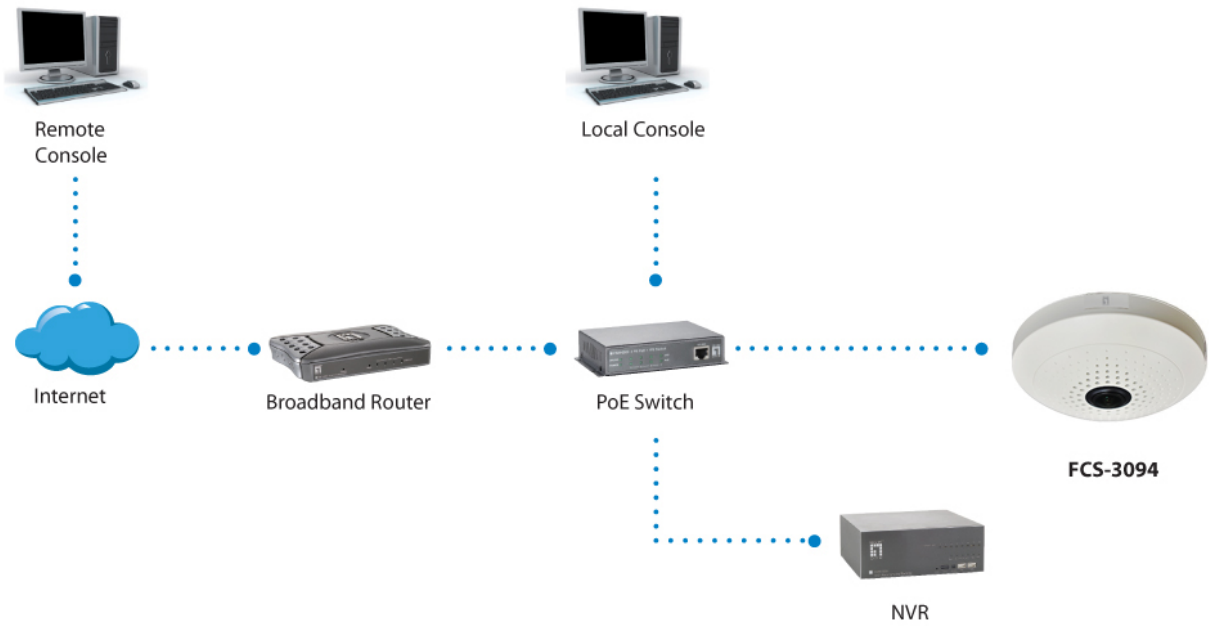 Remote
Console
Local Console
Internet
Broadband Router
PoE Switch
FCS-3094
NVR